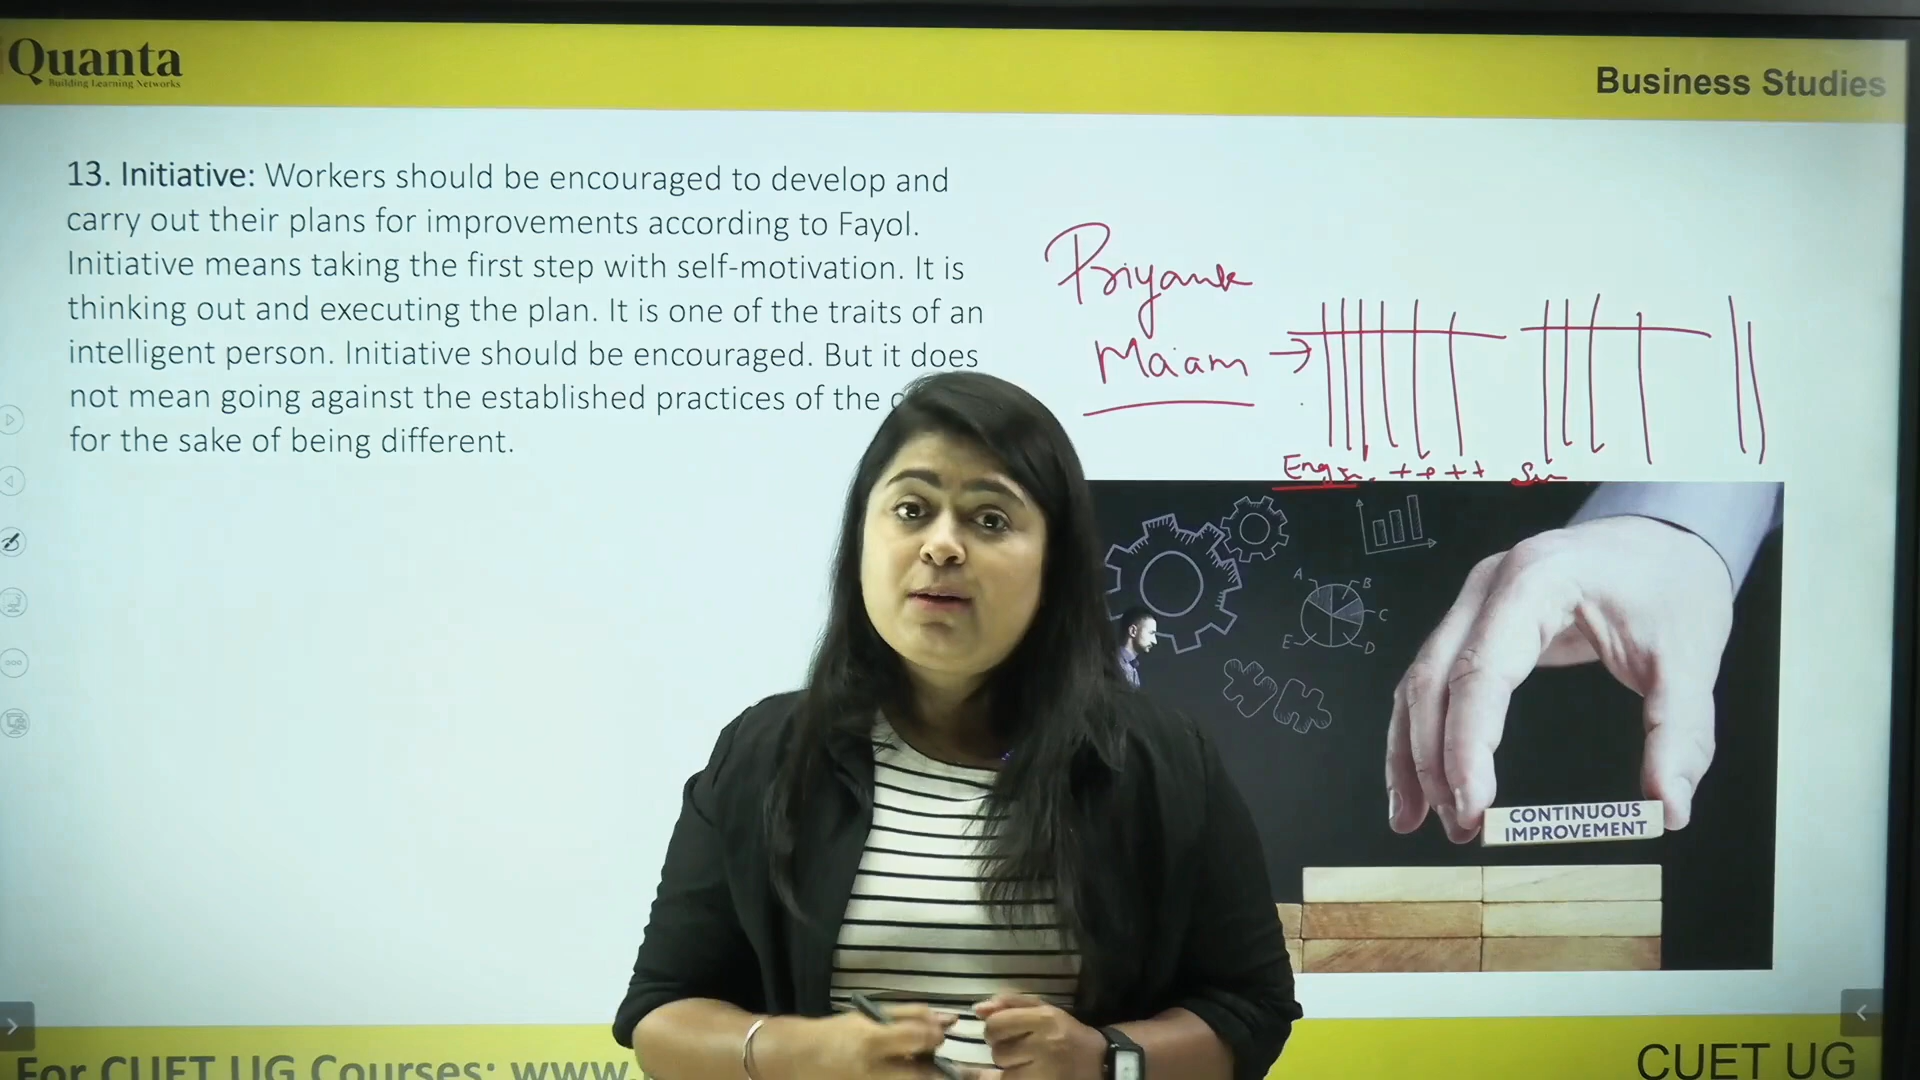 Quanta
Building Learning Networks
Business Studies
13. Initiative: Workers should be encouraged to develop and
carry out their plans for improvements according to Fayol.
Initiative means taking the first step with self-motivation. It is
thinking out and executing the plan. It is one of the traits of an
intelligent person. Initiative should be encouraged. But it does
not mean going against the established practices of the
for the sake of being different.
Priyank
Ma'am →
A
B
C
D
E
CONTINUOUS
IMPROVEMENT
For CUET UG Courses: www.
CUET UG